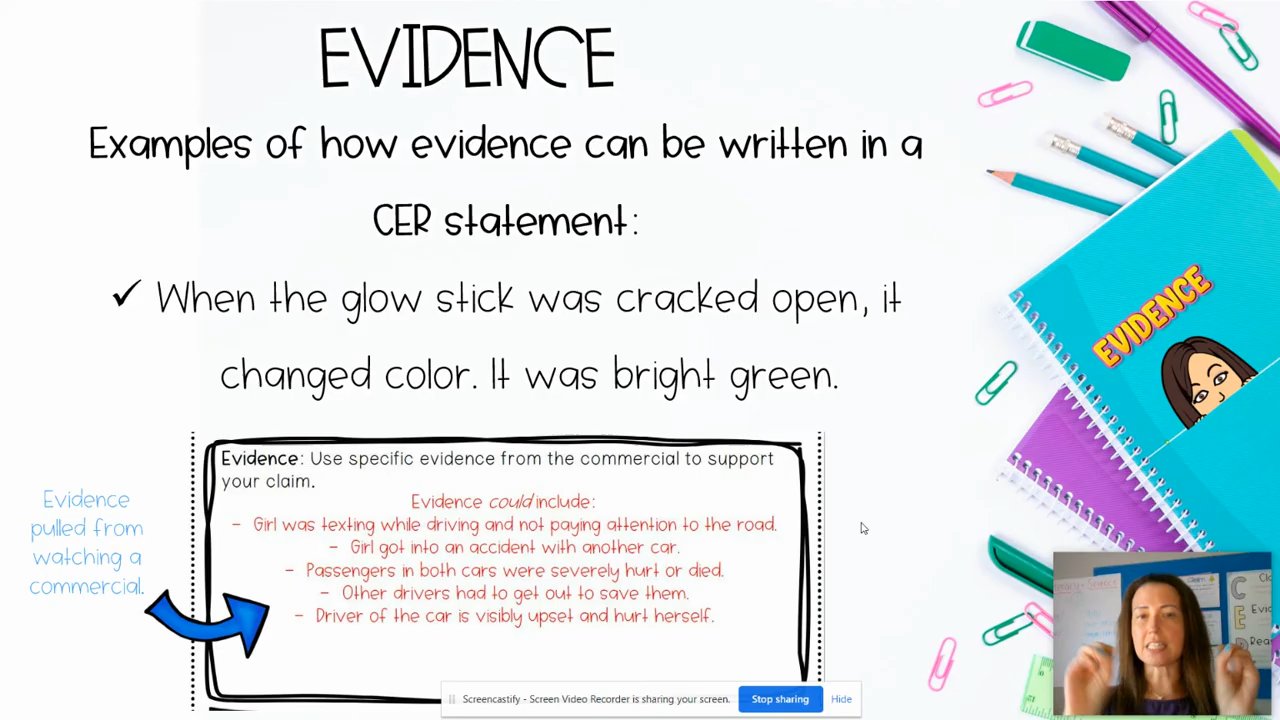 EVIDENCE
Examples of how evidence can be written in a
CER statement:
✓ When the glow stick was cracked open, it
changed color. It was bright green.
EVIDENCE
Evidence
pulled from
watching a
commercial.
Evidence: Use specific evidence from the commercial to support
your claim.
Evidence could include:
- Girl was texting while driving and not paying attention to the road.
- Girl got into an accident with another car.
- Passengers in both cars were severely hurt or died.
- Other drivers had to get out to save them.
- Driver of the car is visibly upset and hurt herself.
Screencastify - Screen Video Recorder is sharing your screen.
Stop sharing
Hide
Claim
C
E